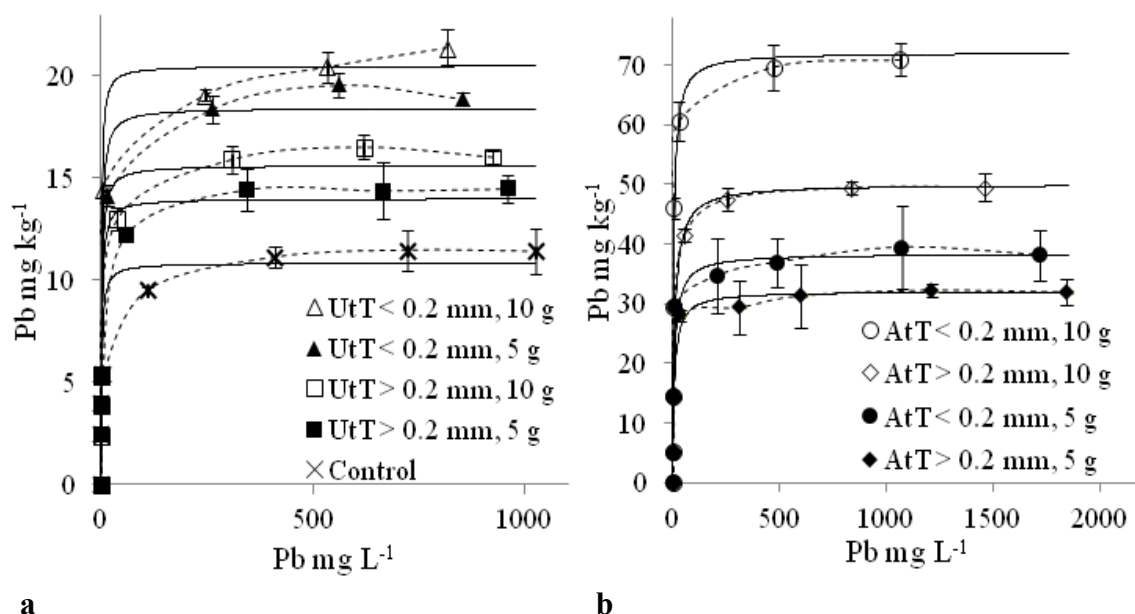 Pb mg kg-1
20
15
10
5
0
0 500 1000
Pb mg L-1
△ UtT < 0.2 mm, 10 g
▲ UtT < 0.2 mm, 5 g
□ UtT > 0.2 mm, 10 g
■ UtT > 0.2 mm, 5 g
× Control
a
Pb mg kg-1
70
60
50
40
30
20
10
0
0 500 1000 1500 2000
Pb mg L-1
○ AtT < 0.2 mm, 10 g
◇ AtT > 0.2 mm, 10 g
● AtT < 0.2 mm, 5 g
◆ AtT > 0.2 mm, 5 g
b